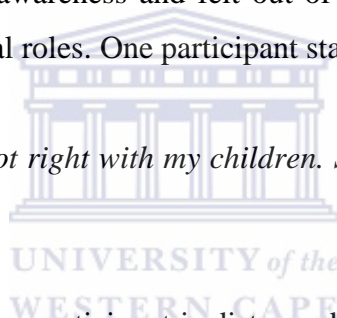 awareness and felt out of
al roles. One participant sta
ot right with my children.
UNIVERSITY of the
WESTERN CAPE